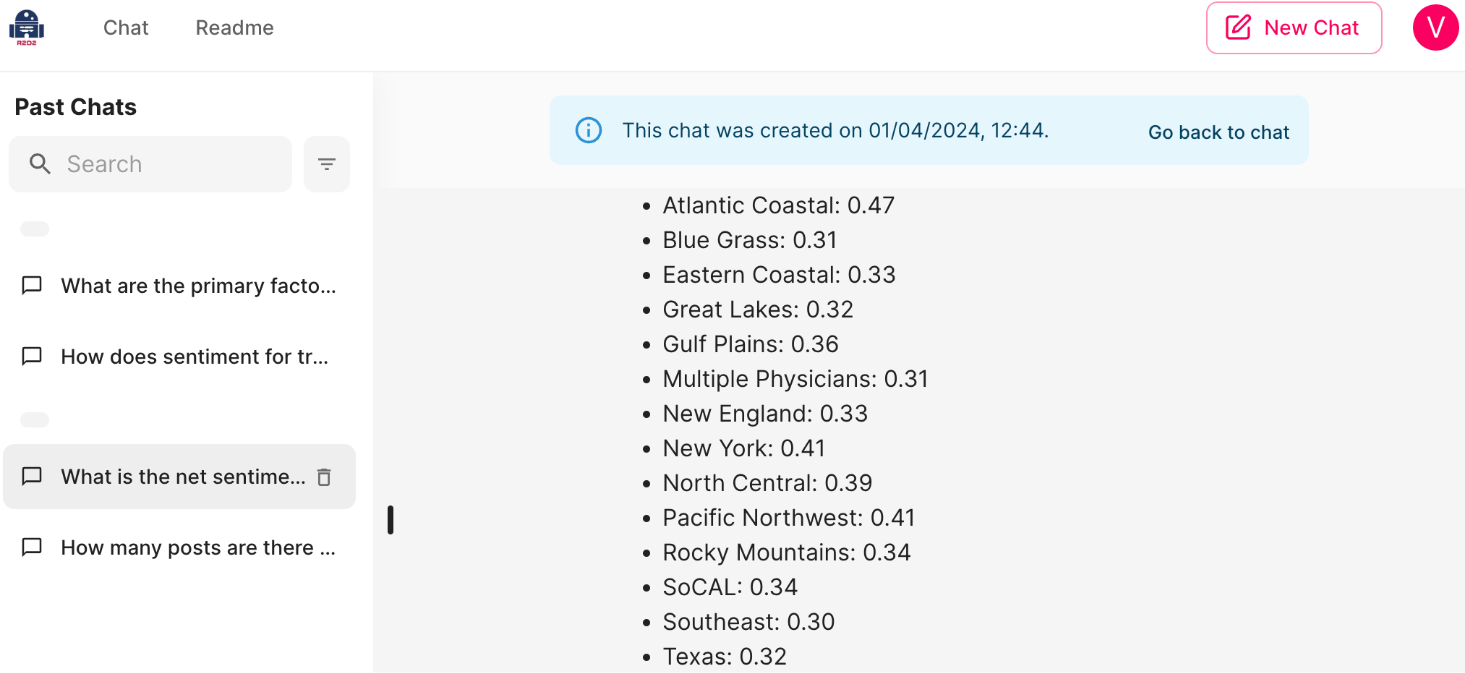 R2D2
Chat
Readme
New Chat
V
Past Chats
Search
What are the primary facto...
How does sentiment for tr...
What is the net sentime...
How many posts are there ...
This chat was created on 01/04/2024, 12:44.
Go back to chat
• Atlantic Coastal: 0.47
• Blue Grass: 0.31
• Eastern Coastal: 0.33
• Great Lakes: 0.32
• Gulf Plains: 0.36
• Multiple Physicians: 0.31
• New England: 0.33
• New York: 0.41
• North Central: 0.39
• Pacific Northwest: 0.41
• Rocky Mountains: 0.34
• SoCAL: 0.34
• Southeast: 0.30
• Texas: 0.32